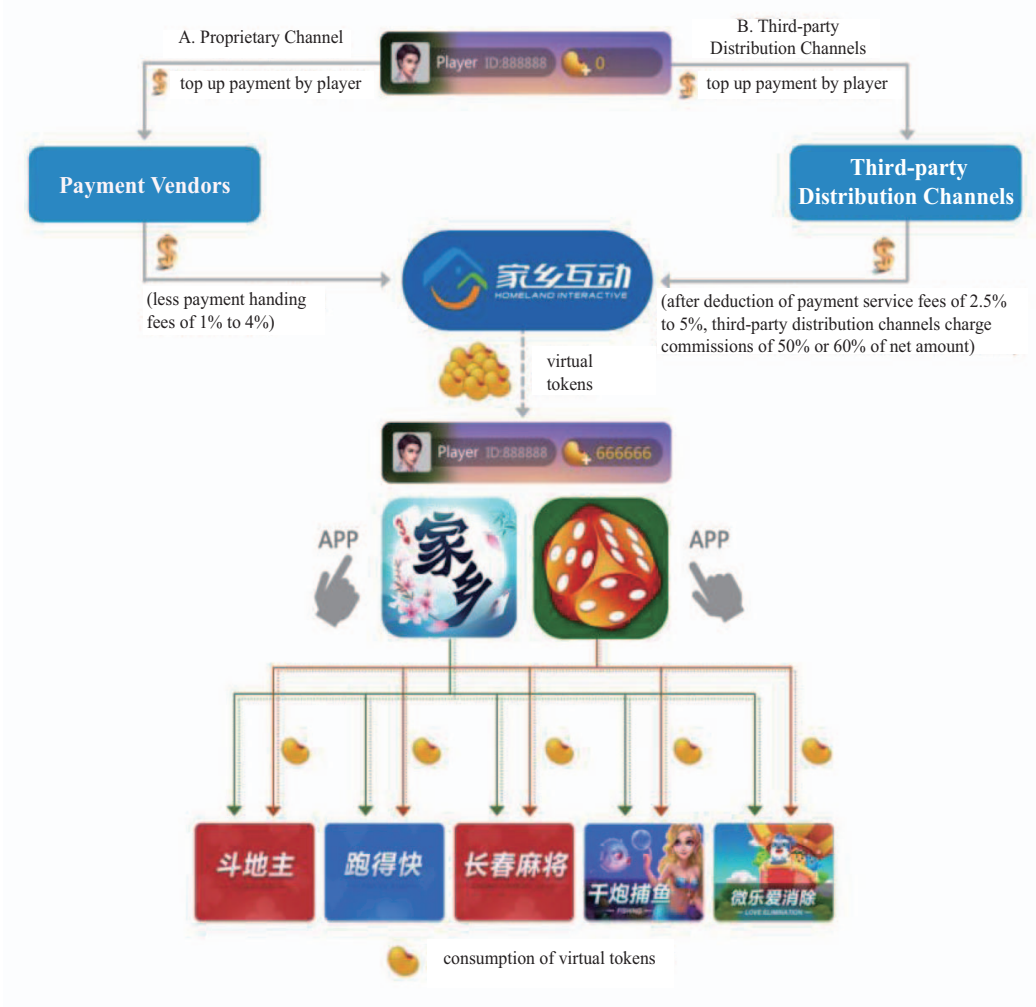 A. Proprietary Channel
B. Third-party
Distribution Channels
Player ID:888888
0
top up payment by player
top up payment by player
Payment Vendors
Third-party
Distribution Channels
家乡互动
HOMELAND INTERACTIVE
(less payment handing
fees of 1% to 4%)
(after deduction of payment service fees of 2.5%
to 5%, third-party distribution channels charge
commissions of 50% or 60% of net amount)
virtual
tokens
Player ID:888888
666666
APP
家乡
APP
斗地主
跑得快
长春麻将
千炮捕鱼
FISHING
微乐爱消除
LOVE ELIMINATION
consumption of virtual tokens